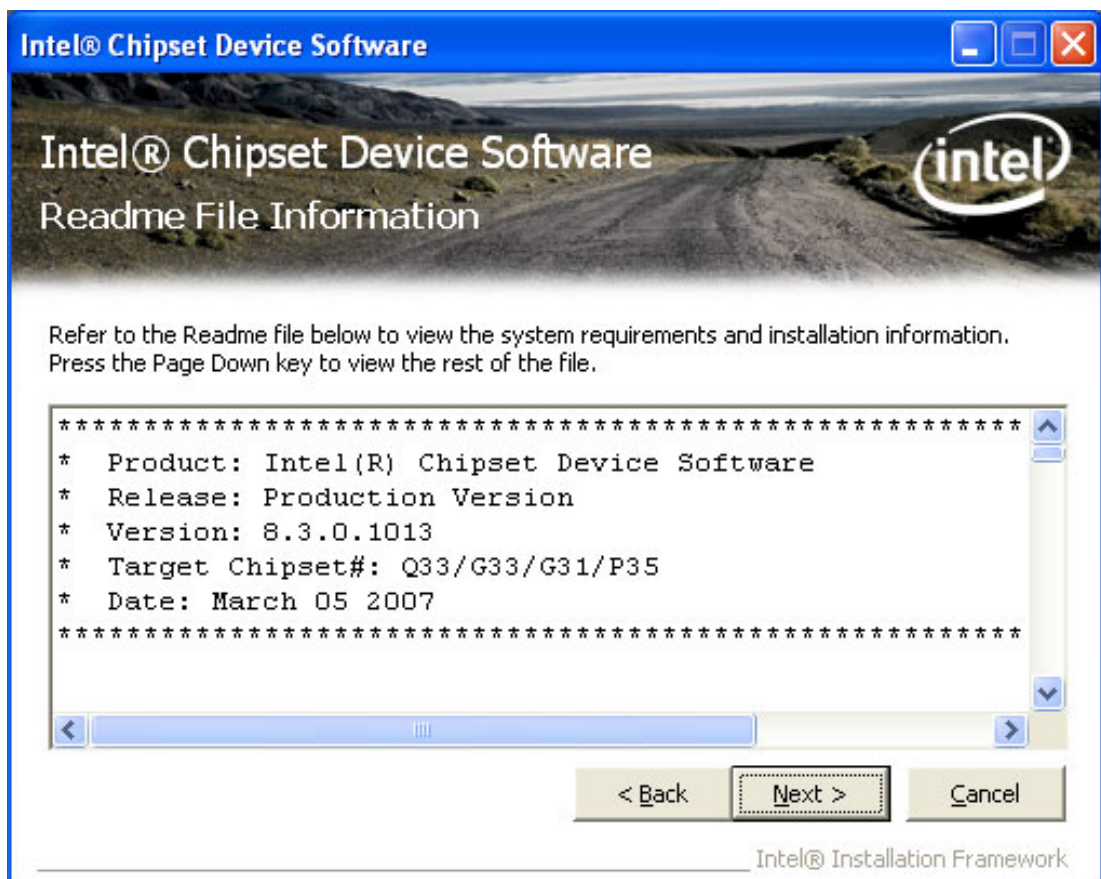 Intel® Chipset Device Software
Intel® Chipset Device Software
intel
Readme File Information
Refer to the Readme file below to view the system requirements and installation information.
Press the Page Down key to view the rest of the file.
********************************************************
* Product: Intel(R) Chipset Device Software
* Release: Production Version
* Version: 8.3.0.1013
* Target Chipset#: Q33/G33/G31/P35
* Date: March 05 2007
********************************************************
< Back
Next >
Cancel
Intel® Installation Framework